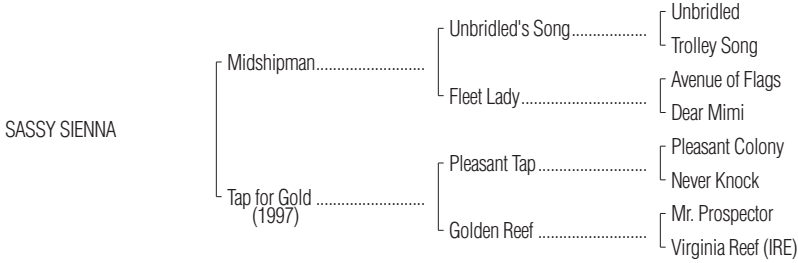 Unbridled
Unbridled's Song..................
Trolley Song
Midshipman.........................
Avenue of Flags
Fleet Lady..............................
Dear Mimi
SASSY SIENNA
Pleasant Colony
Pleasant Tap..........................
Never Knock
Tap for Gold .........................
(1997)
Mr. Prospector
Golden Reef ..........................
Virginia Reef (IRE)